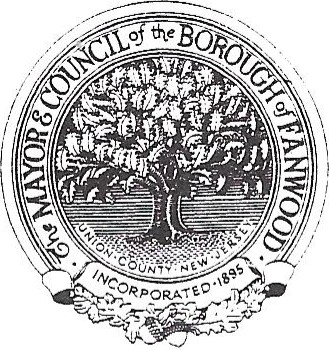 · The MAYOR & COUNCIL of the BOROUGH of FANWOOD ·
UNION·COUNTY·NEW·JERSEY
INCORPORATED·1895